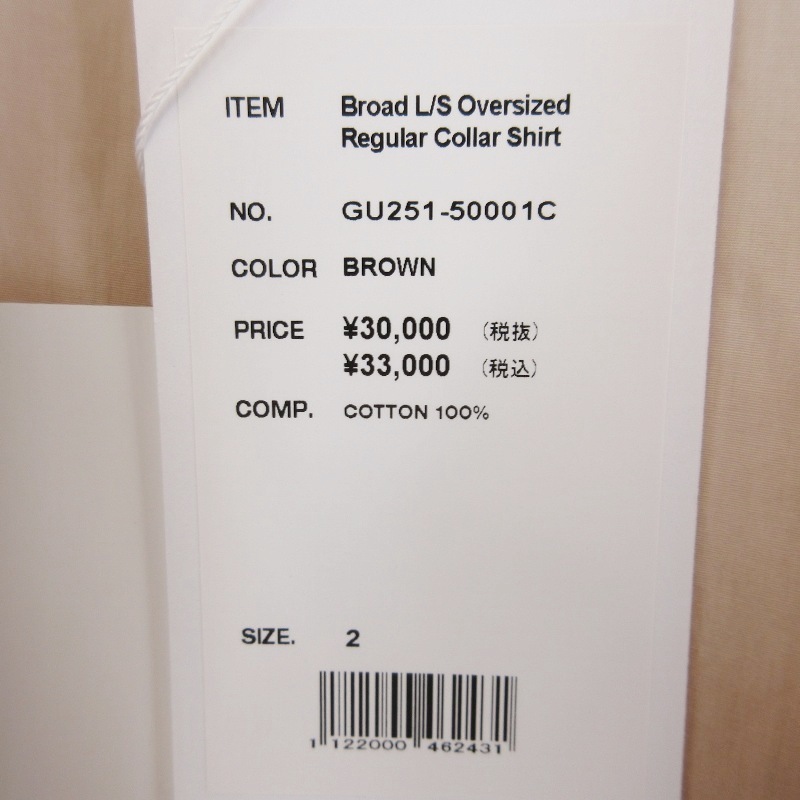 ITEM Broad L/S Oversized
Regular Collar Shirt
NO. GU251-50001C
COLOR BROWN
PRICE ¥30,000 (税抜)
¥33,000 (税込)
COMP. COTTON 100%
SIZE. 2
1 122000 462431